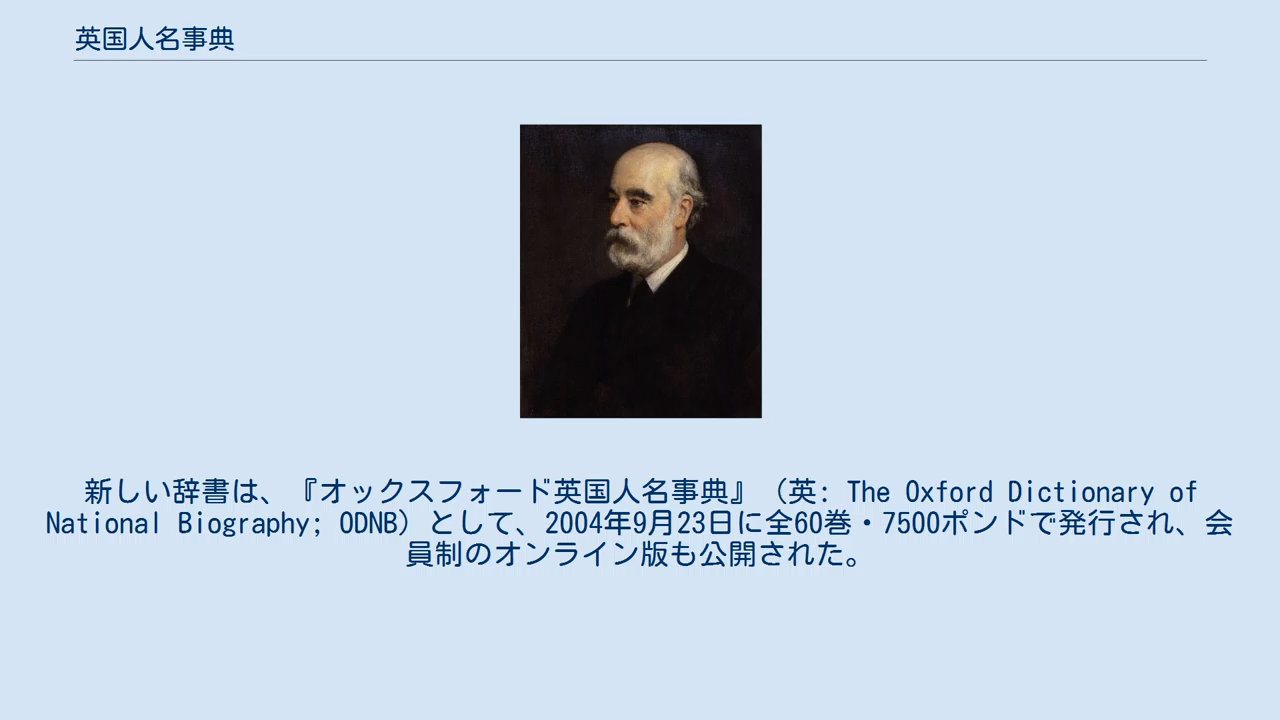 英国人名事典
新しい辞書は、『オックスフォード英国人名事典』（英: The Oxford Dictionary of
National Biography; ODNB）として、2004年9月23日に全60巻・7500ポンドで発行され、会
員制のオンライン版も公開された。